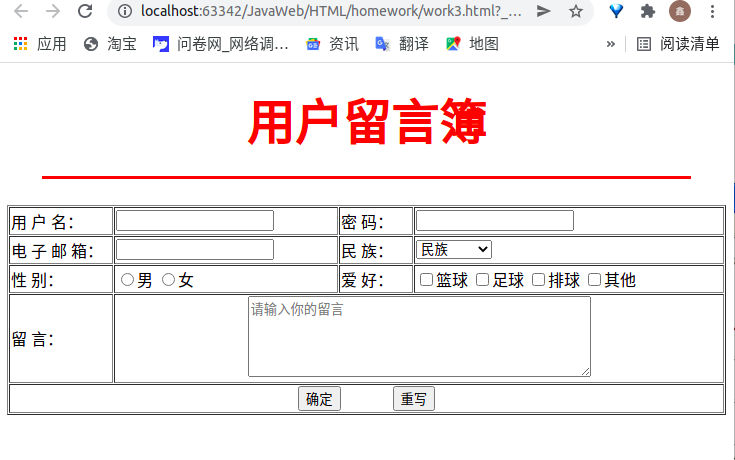 localhost:63342/JavaWeb/HTML/homework/work3.html?_...
鑫
应用 淘宝 问卷网_网络调... 资讯 翻译 地图 » 阅读清单
用户留言簿
用 户 名: 密 码:
电 子 邮 箱: 民 族: 民族
性 别: 男 女 爱 好: 篮球 足球 排球 其他
留 言: 请输入你的留言
确定 重写